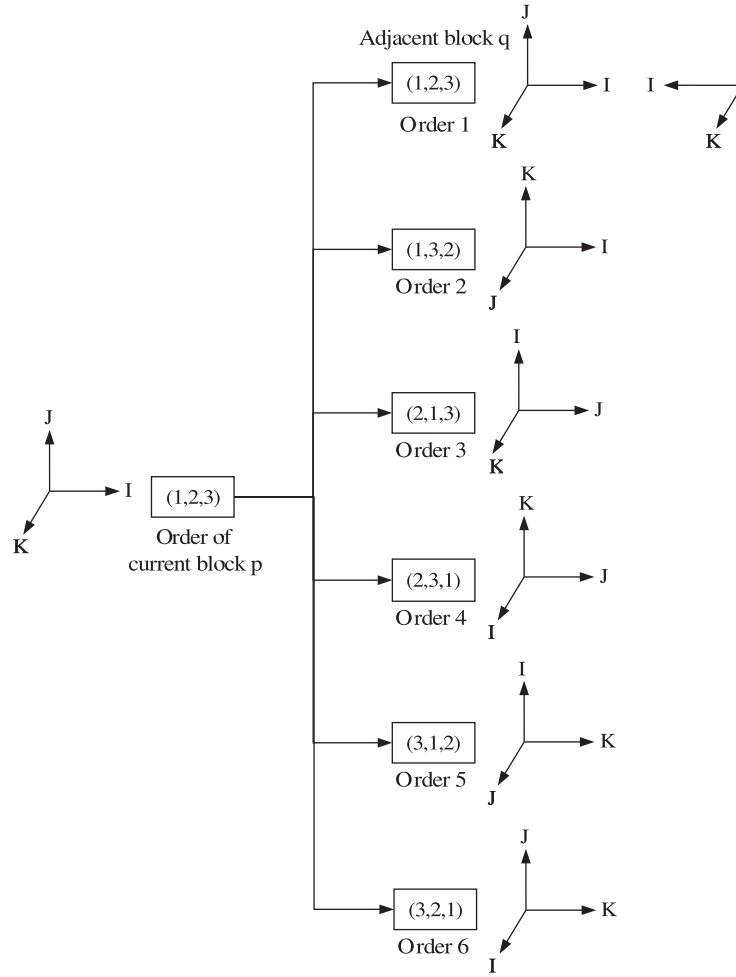 J
Adjacent block q
(1,2,3)
I
I
Order 1
K
K
K
(1,3,2)
I
Order 2
J
I
(2,1,3)
J
Order 3
K
J
I
(1,2,3)
K
Order of
current block p
K
(2,3,1)
J
Order 4
I
I
(3,1,2)
K
Order 5
J
J
(3,2,1)
K
Order 6
I